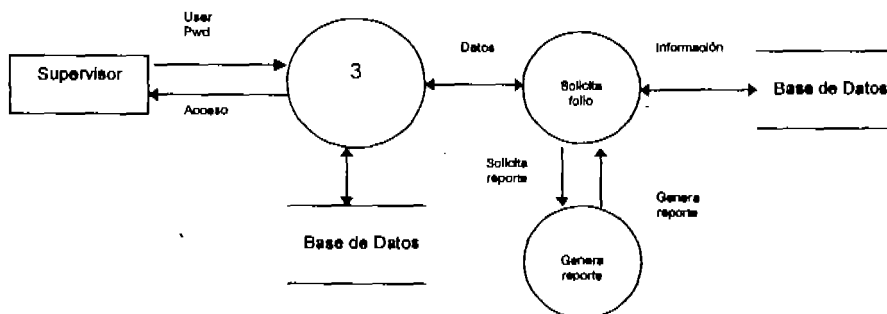 User
Pwd
Supervisor
Acceso
3
Datos
Solicita
folio
Información
Base de Datos
Solicita
reporte
Genera
reporte
Base de Datos
Genera
reporte